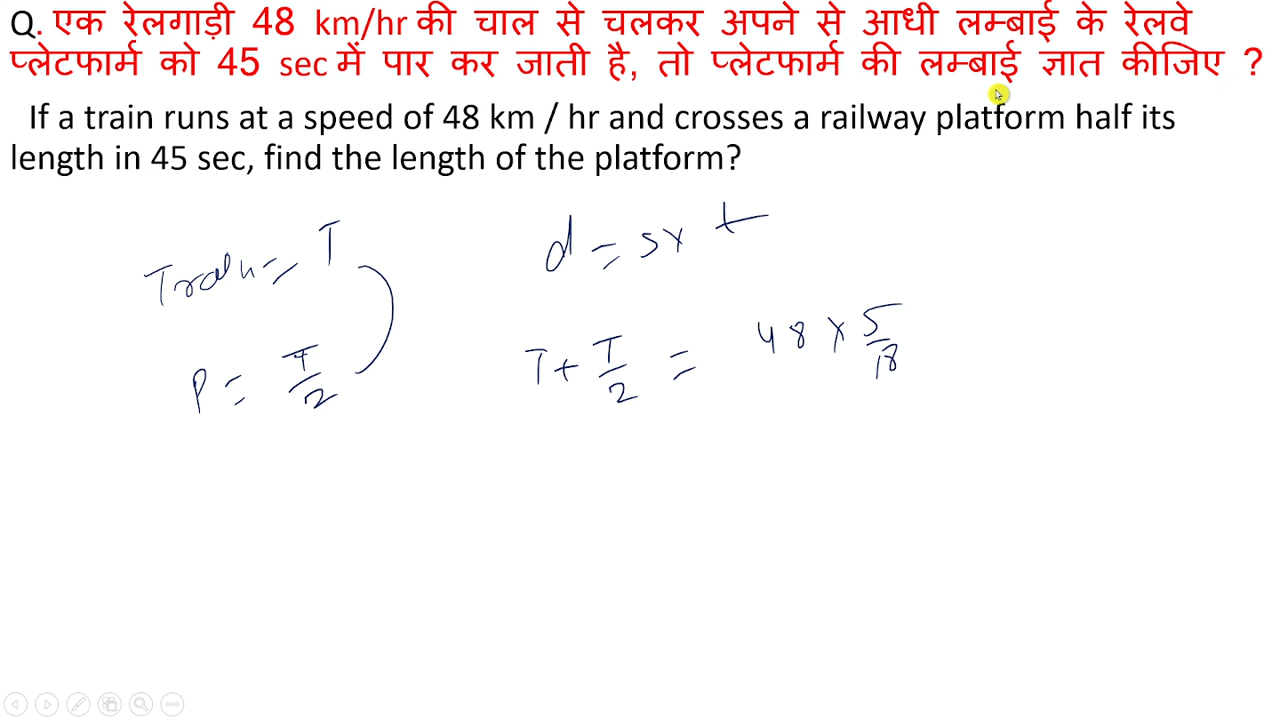 Q. एक रेलगाड़ी 48 km/hr की चाल से चलकर अपने से आधी लम्बाई के रेलवे
प्लेटफार्म को 45 sec में पार कर जाती है, तो प्लेटफार्म की लम्बाई ज्ञात कीजिए ?
If a train runs at a speed of 48 km / hr and crosses a railway platform half its
length in 45 sec, find the length of the platform?
Train = T
d = s x t
P = T/2
T + T/2 = 48 x 5/18